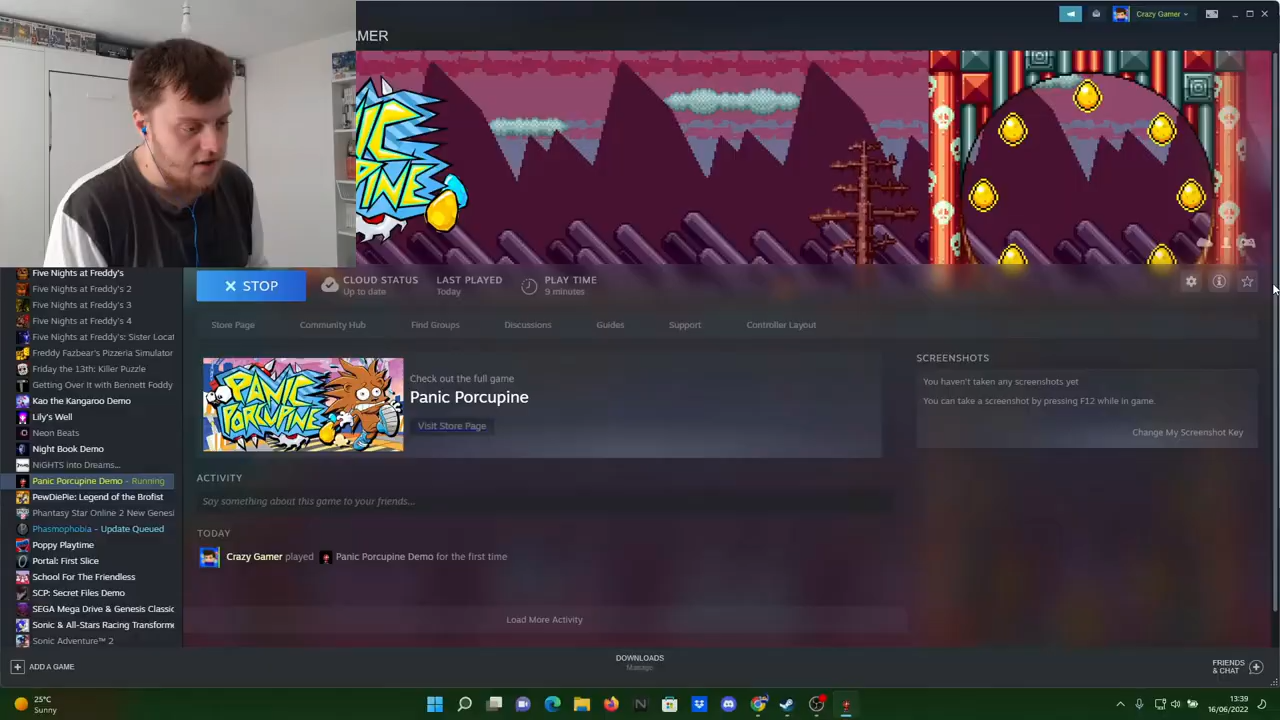 Crazy Gamer
AMER
PANIC
PORCUPINE
Five Nights at Freddy's
Five Nights at Freddy's 2
Five Nights at Freddy's 3
Five Nights at Freddy's 4
Five Nights at Freddy's: Sister Locat
Freddy Fazbear's Pizzeria Simulator
Friday the 13th: Killer Puzzle
Getting Over It with Bennett Foddy
Kao the Kangaroo Demo
Lily's Well
Neon Beats
Night Book Demo
NiGHTS into Dreams...
Panic Porcupine Demo - Running
PewDiePie: Legend of the Brofist
Phantasy Star Online 2 New Genesi
Phasmophobia - Update Queued
Poppy Playtime
Portal: First Slice
School For The Friendless
SCP: Secret Files Demo
SEGA Mega Drive & Genesis Classic
Sonic & All-Stars Racing Transforme
Sonic Adventure™ 2
STOP
CLOUD STATUS
Up to date
LAST PLAYED
Today
PLAY TIME
9 minutes
Store Page
Community Hub
Find Groups
Discussions
Guides
Support
Controller Layout
PANIC
PORCUPINE
Check out the full game
Panic Porcupine
Visit Store Page
SCREENSHOTS
You haven't taken any screenshots yet
You can take a screenshot by pressing F12 while in game.
Change My Screenshot Key
ACTIVITY
Say something about this game to your friends...
TODAY
Crazy Gamer played Panic Porcupine Demo for the first time
Load More Activity
ADD A GAME
DOWNLOADS
Manage
FRIENDS
& CHAT
25°C
Sunny
13:39
16/06/2022